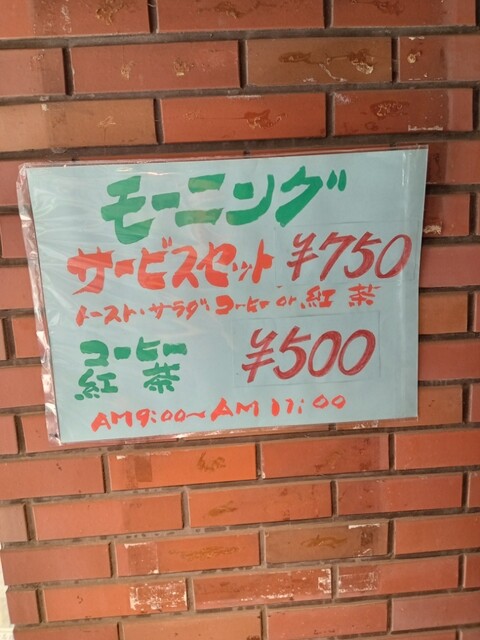 モーニング
サービスセット ¥750
トースト・サラダ コーヒー or 紅茶
コーヒー
紅茶 ¥500
AM9:00～AM11:00